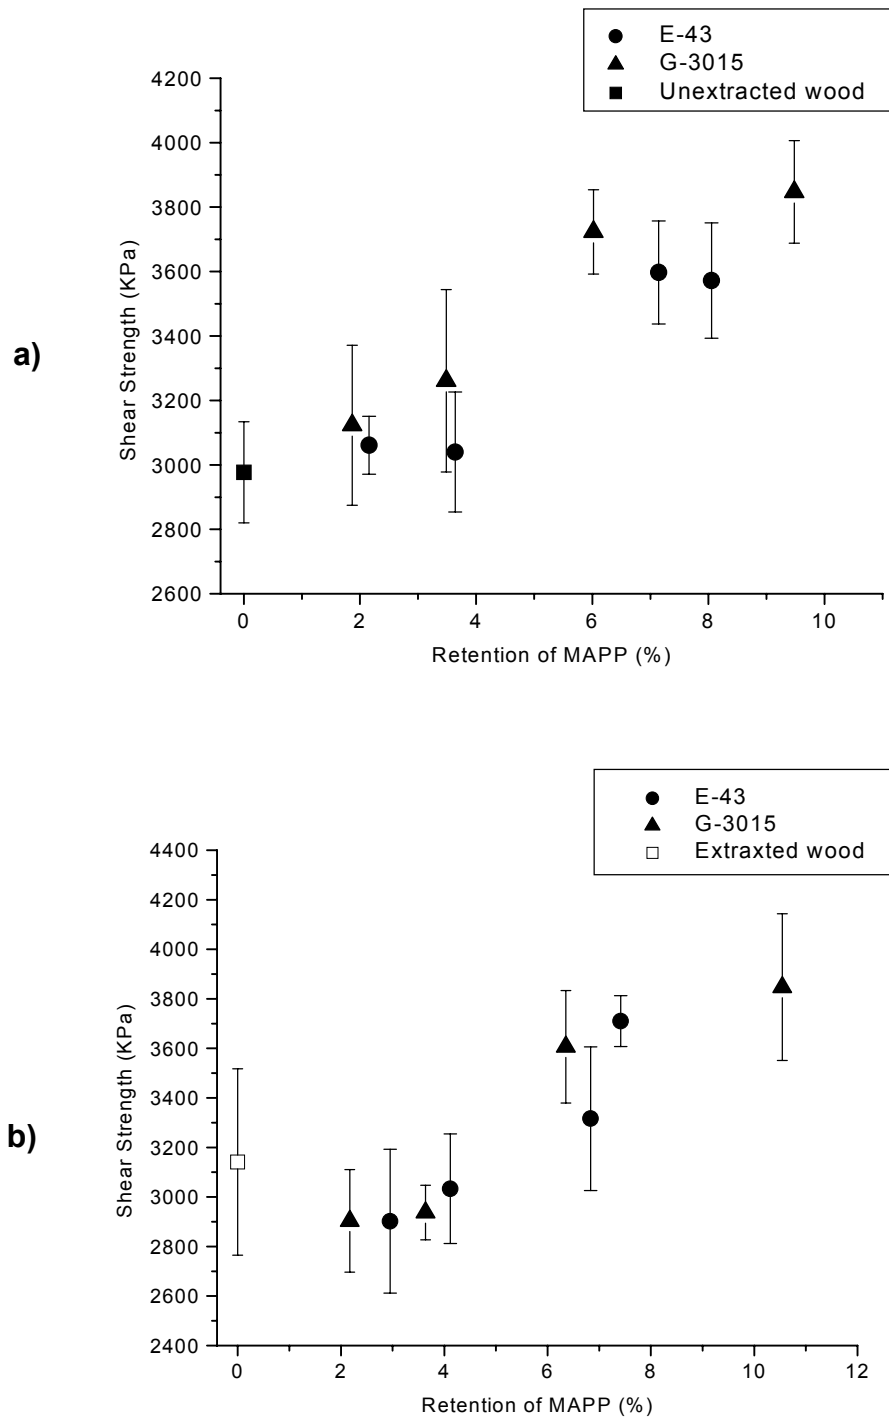 E-43
G-3015
Unextracted wood
4200
4000
3800
3600
3400
3200
3000
2800
2600
Shear Strength (KPa)
a)
0 2 4 6 8 10
Retention of MAPP (%)
E-43
G-3015
Extraxted wood
4400
4200
4000
3800
3600
3400
3200
3000
2800
2600
2400
Shear Strength (KPa)
b)
0 2 4 6 8 10 12
Retention of MAPP (%)